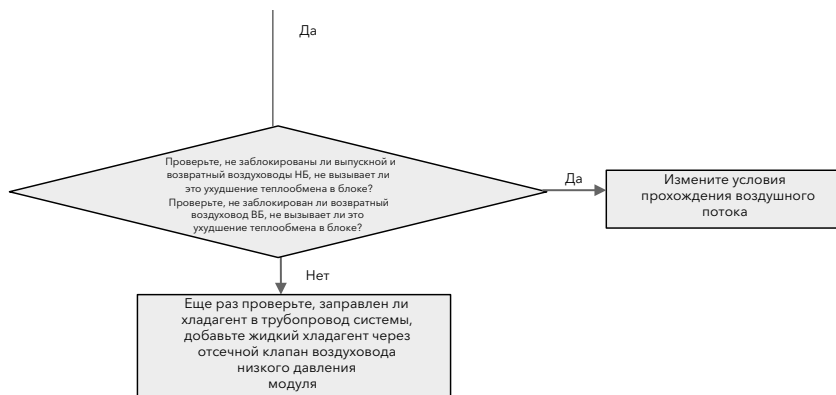 Да
Проверьте, не заблокированы ли выпускной и
возвратный воздуховоды НБ, не вызывает ли
это ухудшение теплообмена в блоке?
Проверьте, не заблокирован ли возвратный
воздуховод ВБ, не вызывает ли это
ухудшение теплообмена в блоке?
Да
Измените условия
прохождения воздушного
потока
Нет
Еще раз проверьте, заправлен ли
хладагент в трубопровод системы,
добавьте жидкий хладагент через
отсечной клапан воздуховода
низкого давления
модуля